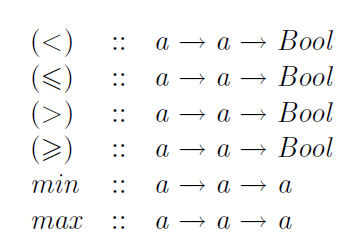 (<) :: a → a → Bool
(⩽) :: a → a → Bool
(>) :: a → a → Bool
(⩾) :: a → a → Bool
min :: a → a → a
max :: a → a → a